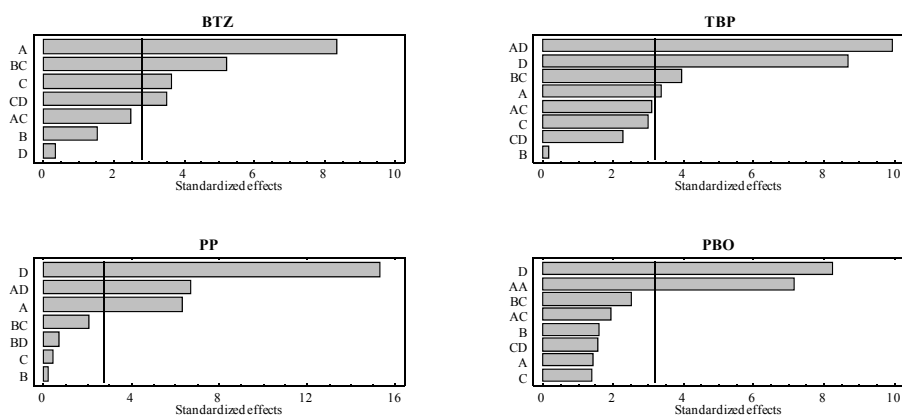 BTZ
A
BC
C
CD
AC
B
D
0 2 4 6 8 10
Standardized effects
TBP
AD
D
BC
A
AC
C
CD
B
0 2 4 6 8 10
Standardized effects
PP
D
AD
A
BC
BD
C
B
0 4 8 12 16
Standardized effects
PBO
D
AA
BC
AC
B
CD
A
C
0 2 4 6 8 10
Standardized effects